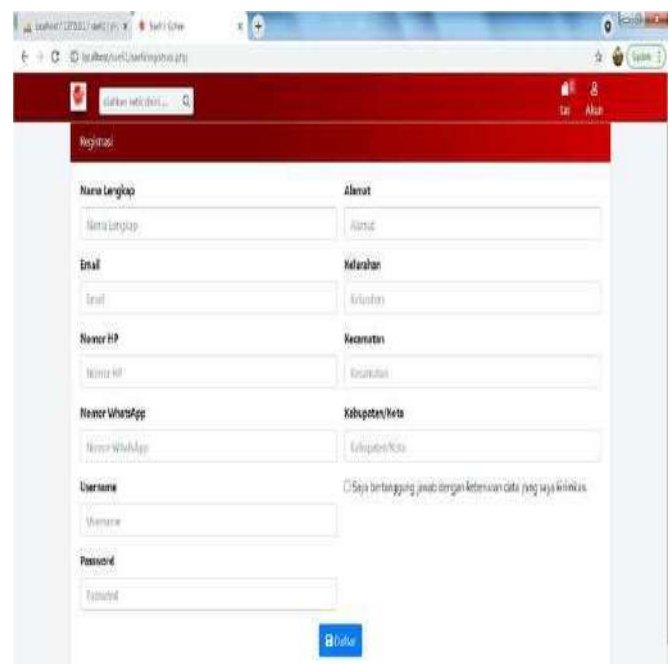 Registrasi
Akun
Nama Lengkap
Nama Lengkap
Email
Email
Nomor HP
Nomor HP
Nomor WhatsApp
Nomor WhatsApp
Username
Username
Password
Password
Alamat
Alamat
Kelurahan
Kelurahan
Kecamatan
Kecamatan
Kabupaten/Kota
Kabupaten/Kota
Saya bertanggung jawab dengan kebenaran data yang saya kirimkan.
Daftar